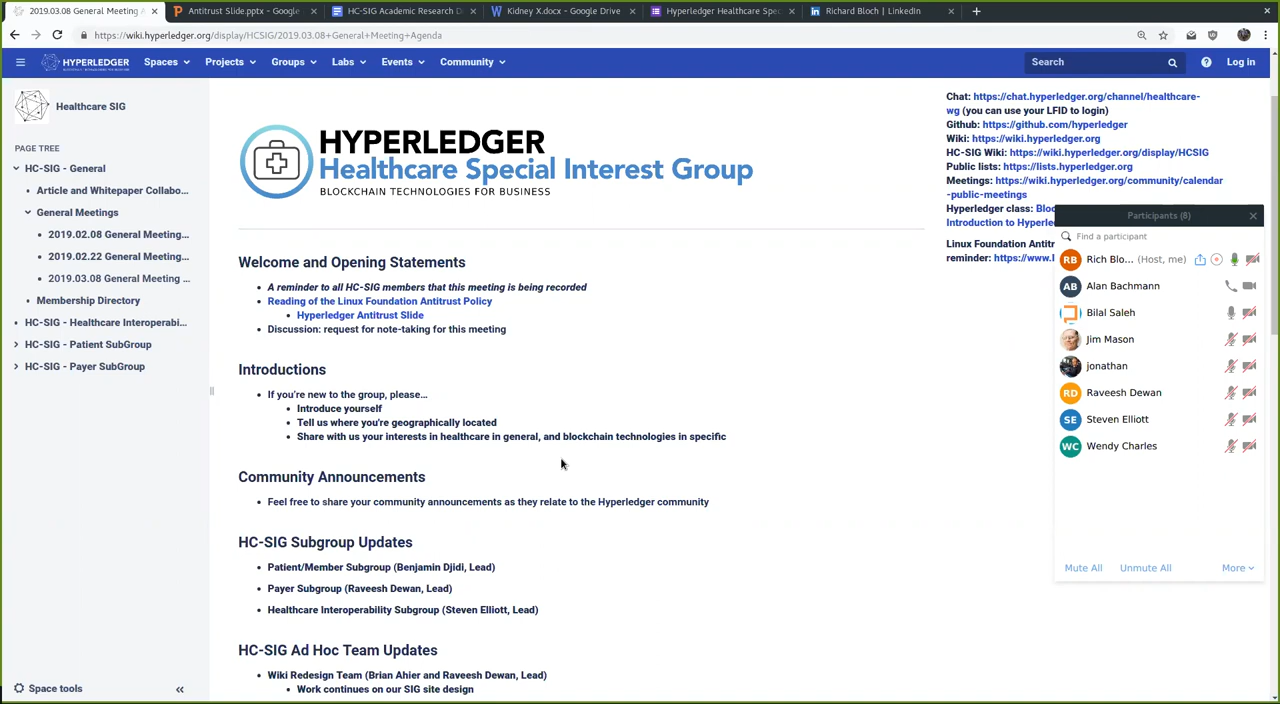 2019.03.08 General Meeting A
Antitrust Slide.pptx - Google
HC-SIG Academic Research D
Kidney X.docx - Google Drive
Hyperledger Healthcare Spec
Richard Bloch | LinkedIn
https://wiki.hyperledger.org/display/HCSIG/2019.03.08+General+Meeting+Agenda
HYPERLEDGER
Spaces
Projects
Groups
Labs
Events
Community
Search
Log in
Healthcare SIG
PAGE TREE
HC-SIG - General
Article and Whitepaper Collabo...
General Meetings
2019.02.08 General Meeting...
2019.02.22 General Meeting...
2019.03.08 General Meeting ...
Membership Directory
HC-SIG - Healthcare Interoperabi...
HC-SIG - Patient SubGroup
HC-SIG - Payer SubGroup
Space tools
HYPERLEDGER
Healthcare Special Interest Group
BLOCKCHAIN TECHNOLOGIES FOR BUSINESS
Welcome and Opening Statements
A reminder to all HC-SIG members that this meeting is being recorded
Reading of the Linux Foundation Antitrust Policy
Hyperledger Antitrust Slide
Discussion: request for note-taking for this meeting
Introductions
If you're new to the group, please...
Introduce yourself
Tell us where you're geographically located
Share with us your interests in healthcare in general, and blockchain technologies in specific
Community Announcements
Feel free to share your community announcements as they relate to the Hyperledger community
HC-SIG Subgroup Updates
Patient/Member Subgroup (Benjamin Djidi, Lead)
Payer Subgroup (Raveesh Dewan, Lead)
Healthcare Interoperability Subgroup (Steven Elliott, Lead)
HC-SIG Ad Hoc Team Updates
Wiki Redesign Team (Brian Ahier and Raveesh Dewan, Lead)
Work continues on our SIG site design
Chat: https://chat.hyperledger.org/channel/healthcare-
wg (you can use your LFID to login)
Github: https://github.com/hyperledger
Wiki: https://wiki.hyperledger.org
HC-SIG Wiki: https://wiki.hyperledger.org/display/HCSIG
Public lists: https://lists.hyperledger.org
Meetings: https://wiki.hyperledger.org/community/calendar
-public-meetings
Hyperledger class: Bloc
Introduction to Hyperle
Linux Foundation Antitr
reminder: https://www.l
Participants (8)
Find a participant
RB Rich Blo... (Host, me)
AB Alan Bachmann
Bilal Saleh
Jim Mason
jonathan
RD Raveesh Dewan
SE Steven Elliott
WC Wendy Charles
Mute All
Unmute All
More